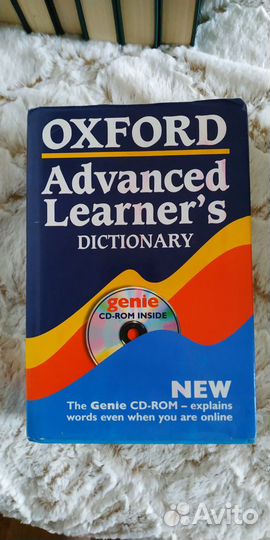 OXFORD
Advanced
Learner's
DICTIONARY
genie
CD-ROM INSIDE
NEW
The Genie CD-ROM – explains
words even when you are online
Avito